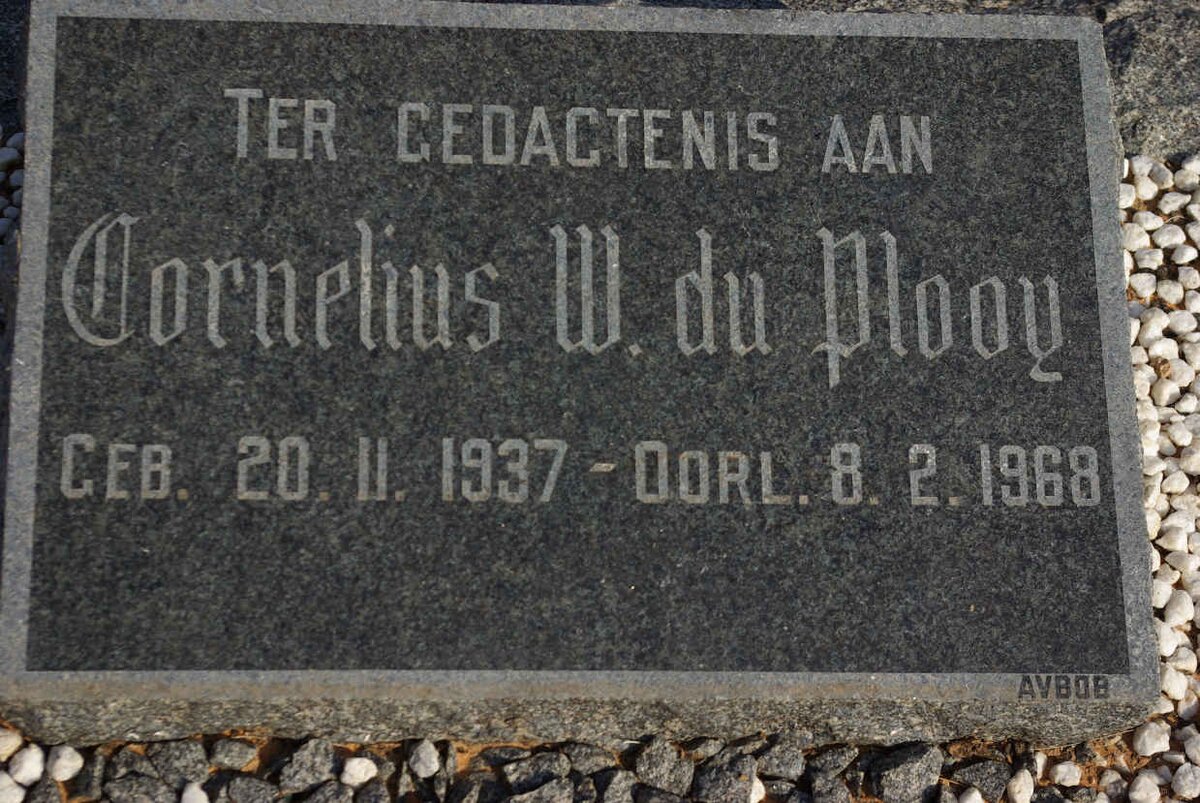 TER GEDACTENIS AAN
Cornelius W. du Plooy
GEB. 20. 11. 1937 - OORL. 8. 2. 1968
AVBOB